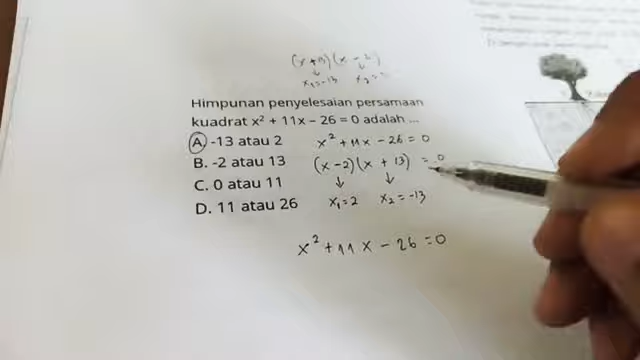 (x + 13)(x - 2)
↓ ↓
x₁ = -13 x₂ =
Himpunan penyelesaian persamaan
kuadrat x² + 11x - 26 = 0 adalah ...
A. -13 atau 2
B. -2 atau 13
C. 0 atau 11
D. 11 atau 26
x² + 11x - 26 = 0
(x - 2)(x + 13) = 0
↓ ↓
x₁ = 2 x₂ = -13
x² + 11x - 26 = 0